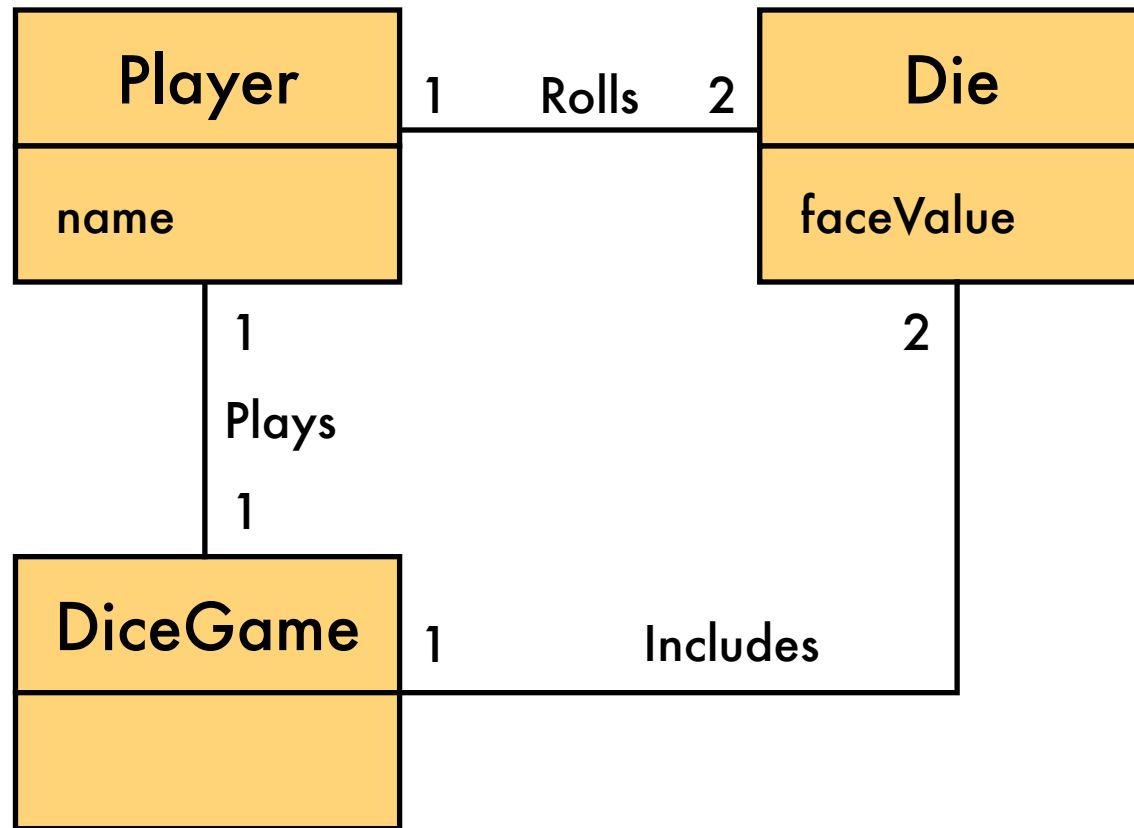 Player
1 Rolls 2
Die
name
faceValue
1
Plays
1
2
DiceGame
1 Includes